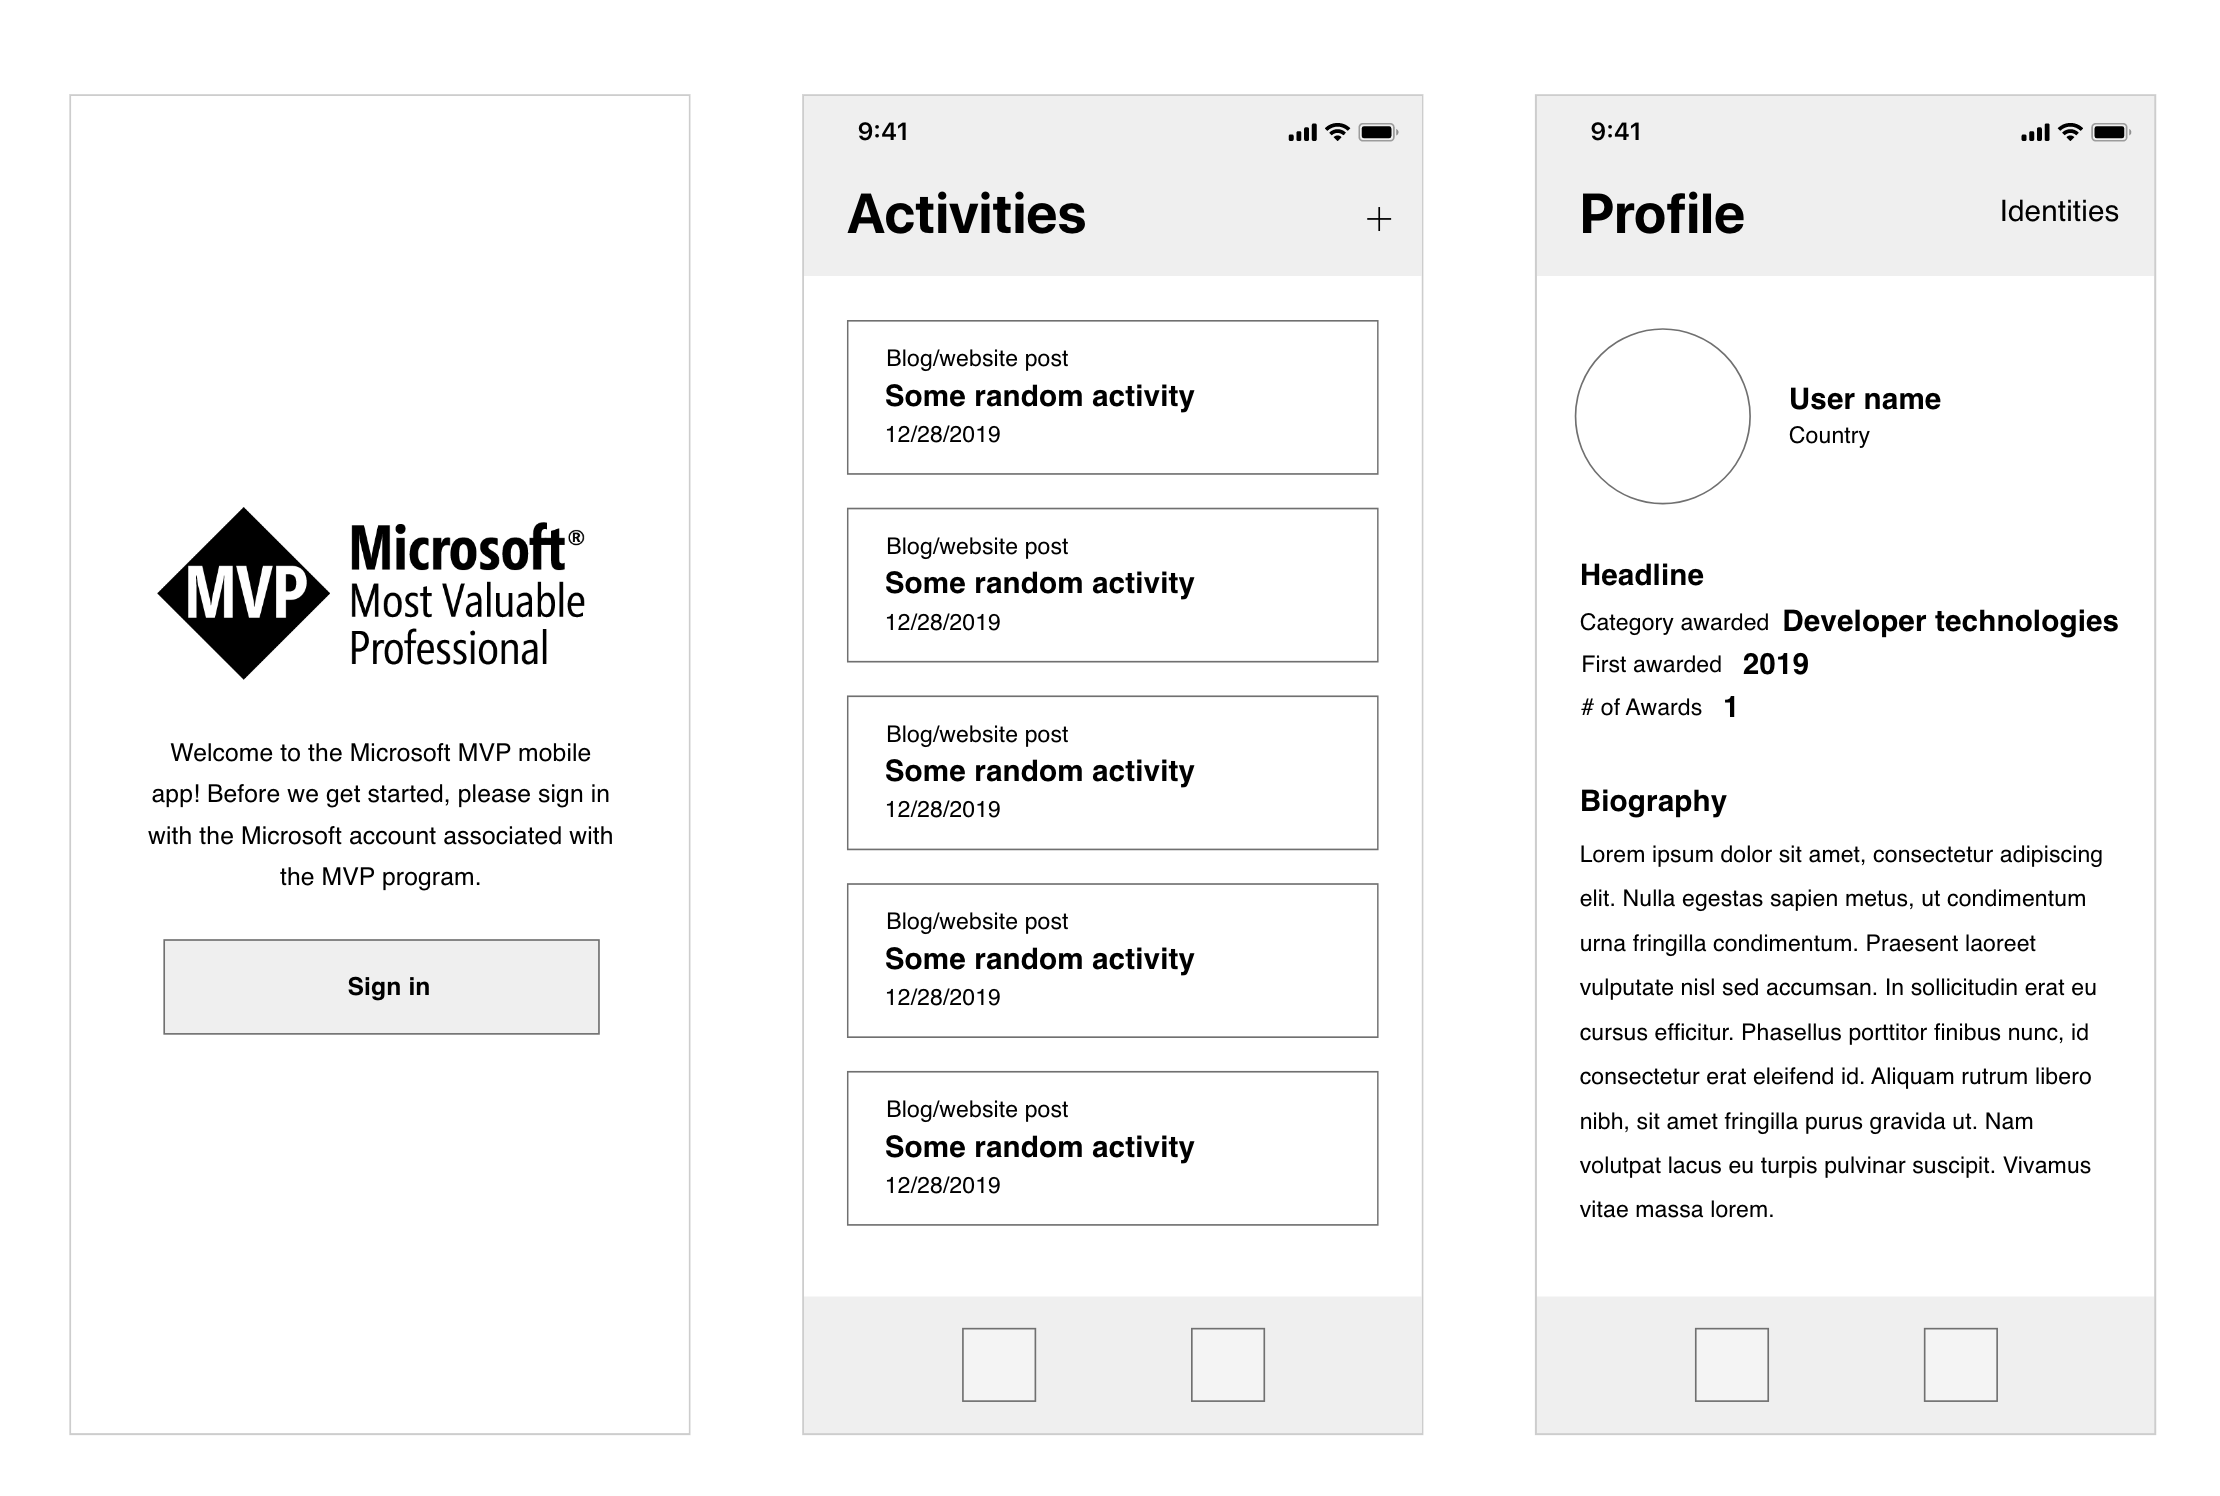 MVP
Microsoft®
Most Valuable
Professional
Welcome to the Microsoft MVP mobile
app! Before we get started, please sign in
with the Microsoft account associated with
the MVP program.
Sign in
9:41
Activities
+
Blog/website post
Some random activity
12/28/2019
Blog/website post
Some random activity
12/28/2019
Blog/website post
Some random activity
12/28/2019
Blog/website post
Some random activity
12/28/2019
Blog/website post
Some random activity
12/28/2019
9:41
Profile Identities
User name
Country
Headline
Category awarded Developer technologies
First awarded 2019
# of Awards 1
Biography
Lorem ipsum dolor sit amet, consectetur adipiscing
elit. Nulla egestas sapien metus, ut condimentum
urna fringilla condimentum. Praesent laoreet
vulputate nisl sed accumsan. In sollicitudin erat eu
cursus efficitur. Phasellus porttitor finibus nunc, id
consectetur erat eleifend id. Aliquam rutrum libero
nibh, sit amet fringilla purus gravida ut. Nam
volutpat lacus eu turpis pulvinar suscipit. Vivamus
vitae massa lorem.